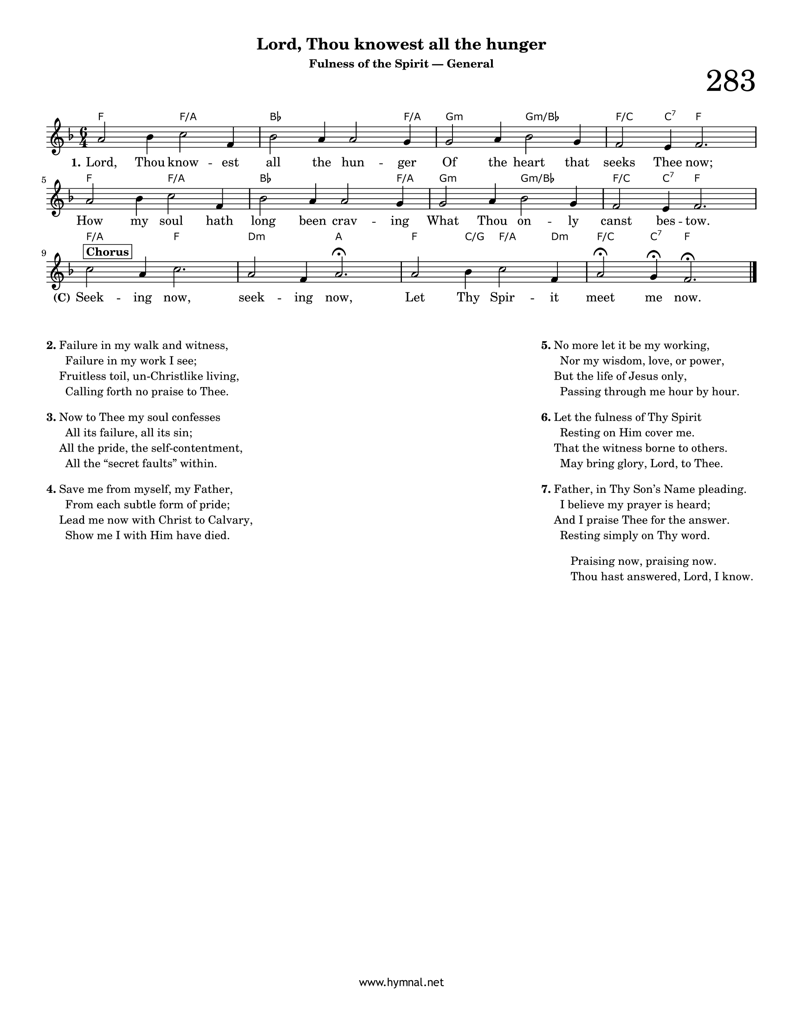 Lord, Thou knowest all the hunger
Fulness of the Spirit — General
283
F F/A B♭ F/A Gm Gm/B♭ F/C C7 F
6/4
1. Lord, Thou know - est all the hun - ger Of the heart that seeks Thee now;
5 F F/A B♭ F/A Gm Gm/B♭ F/C C7 F
How my soul hath long been crav - ing What Thou on - ly canst bes - tow.
F/A F Dm A F C/G F/A Dm F/C C7 F
9 Chorus
(C) Seek - ing now, seek - ing now, Let Thy Spir - it meet me now.
2. Failure in my walk and witness,
Failure in my work I see;
Fruitless toil, un-Christlike living,
Calling forth no praise to Thee.
3. Now to Thee my soul confesses
All its failure, all its sin;
All the pride, the self-contentment,
All the “secret faults” within.
4. Save me from myself, my Father,
From each subtle form of pride;
Lead me now with Christ to Calvary,
Show me I with Him have died.
5. No more let it be my working,
Nor my wisdom, love, or power,
But the life of Jesus only,
Passing through me hour by hour.
6. Let the fulness of Thy Spirit
Resting on Him cover me.
That the witness borne to others.
May bring glory, Lord, to Thee.
7. Father, in Thy Son’s Name pleading.
I believe my prayer is heard;
And I praise Thee for the answer.
Resting simply on Thy word.
Praising now, praising now.
Thou hast answered, Lord, I know.
www.hymnal.net